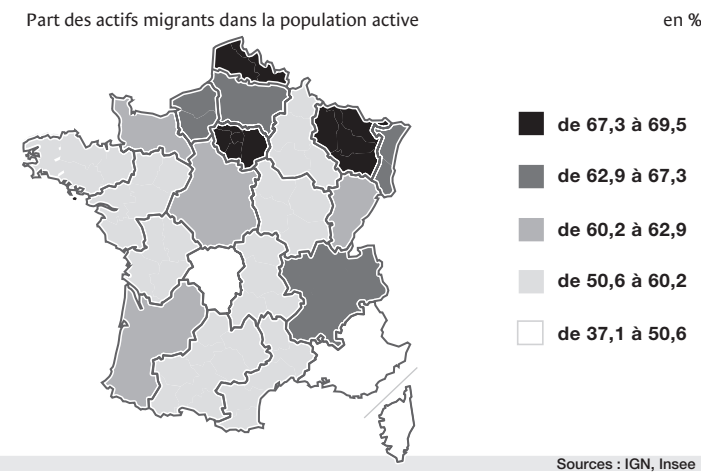 Part des actifs migrants dans la population active
en %
de 67,3 à 69,5
de 62,9 à 67,3
de 60,2 à 62,9
de 50,6 à 60,2
de 37,1 à 50,6
Sources : IGN, Insee